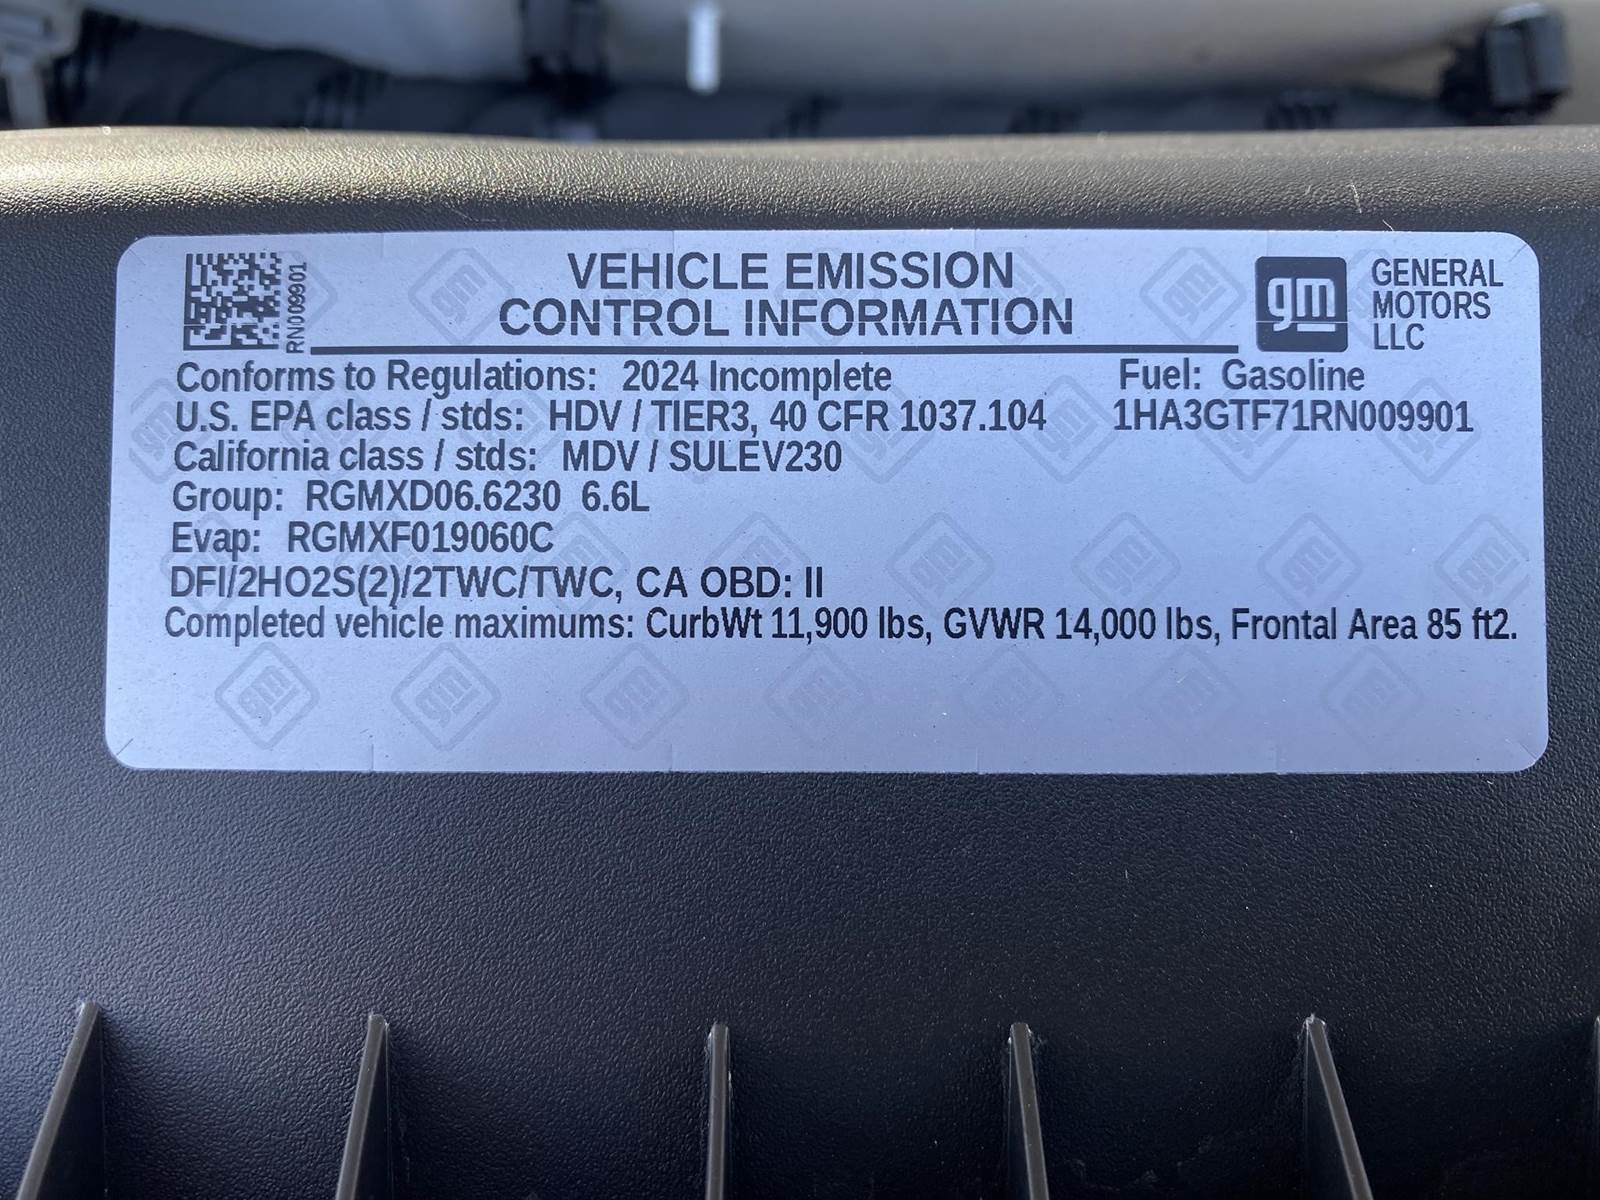 RN009901
VEHICLE EMISSION
CONTROL INFORMATION
gm
GENERAL
MOTORS
LLC
Conforms to Regulations: 2024 Incomplete
Fuel: Gasoline
U.S. EPA class / stds: HDV / TIER3, 40 CFR 1037.104
1HA3GTF71RN009901
California class / stds: MDV / SULEV230
Group: RGMXD06.6230 6.6L
Evap: RGMXF019060C
DFI/2HO2S(2)/2TWC/TWC, CA OBD: II
Completed vehicle maximums: CurbWt 11,900 lbs, GVWR 14,000 lbs, Frontal Area 85 ft2.